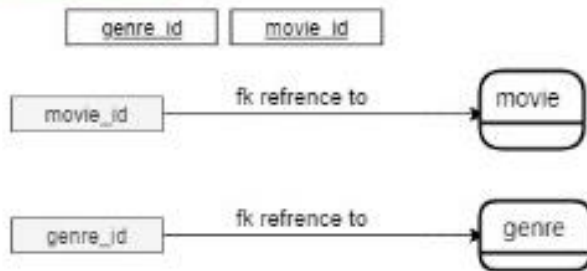 genre_id movie_id
fk refrence to
movie_id movie
fk refrence to
genre_id genre